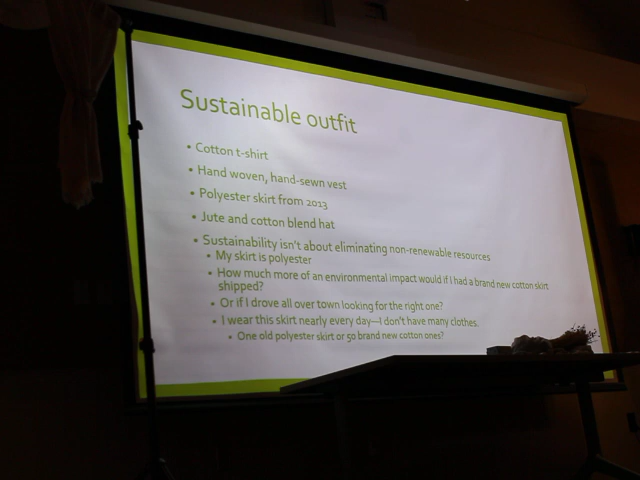 Sustainable outfit
• Cotton t-shirt
• Hand woven, hand-sewn vest
• Polyester skirt from 2013
• Jute and cotton blend hat
• Sustainability isn't about eliminating non-renewable resources
• My skirt is polyester
• How much more of an environmental impact would if I had a brand new cotton skirt
shipped?
• Or if I drove all over town looking for the right one?
• I wear this skirt nearly every day—I don't have many clothes.
• One old polyester skirt or 50 brand new cotton ones?